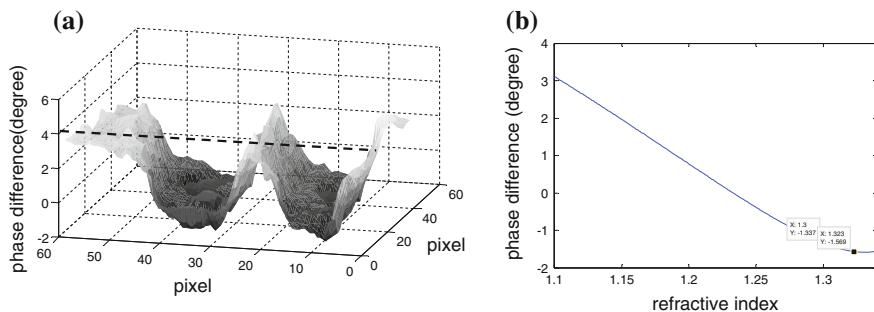 (a)
phase difference(degree)
6
4
2
0
-2
60
50
40
30
20
10
0
pixel
0
20
40
60
pixel
(b)
phase difference (degree)
4
3
2
1
0
-1
-2
X: 1.3
Y: -1.337
X: 1.323
Y: -1.569
1.1
1.15
1.2
1.25
1.3
refractive index